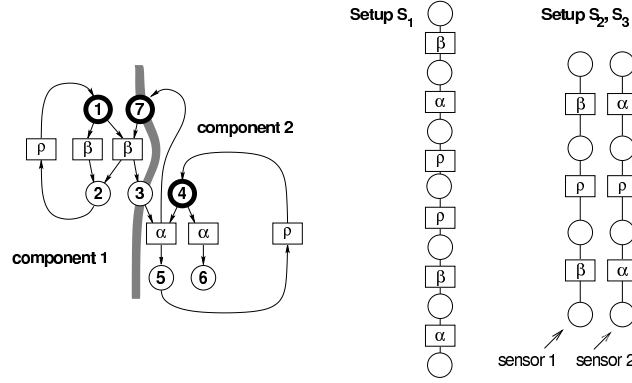 Setup S1
Setup S2, S3
β
1
7
α
β
α
component 2
ρ
β
β
ρ
ρ
ρ
2
3
4
ρ
α
α
ρ
component 1
β
β
α
5
6
α
sensor 1
sensor 2